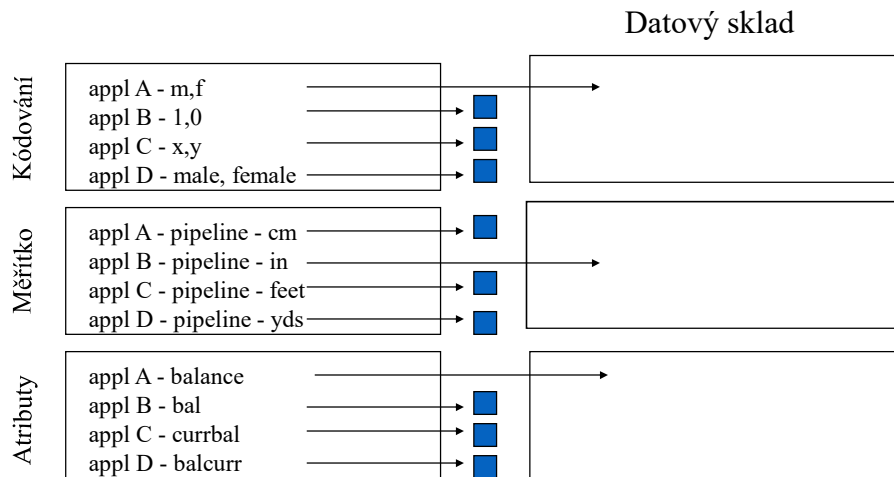 Datový sklad
Kódování
appl A - m,f
appl B - 1,0
appl C - x,y
appl D - male, female
Měřítko
appl A - pipeline - cm
appl B - pipeline - in
appl C - pipeline - feet
appl D - pipeline - yds
Atributy
appl A - balance
appl B - bal
appl C - currbal
appl D - balcurr